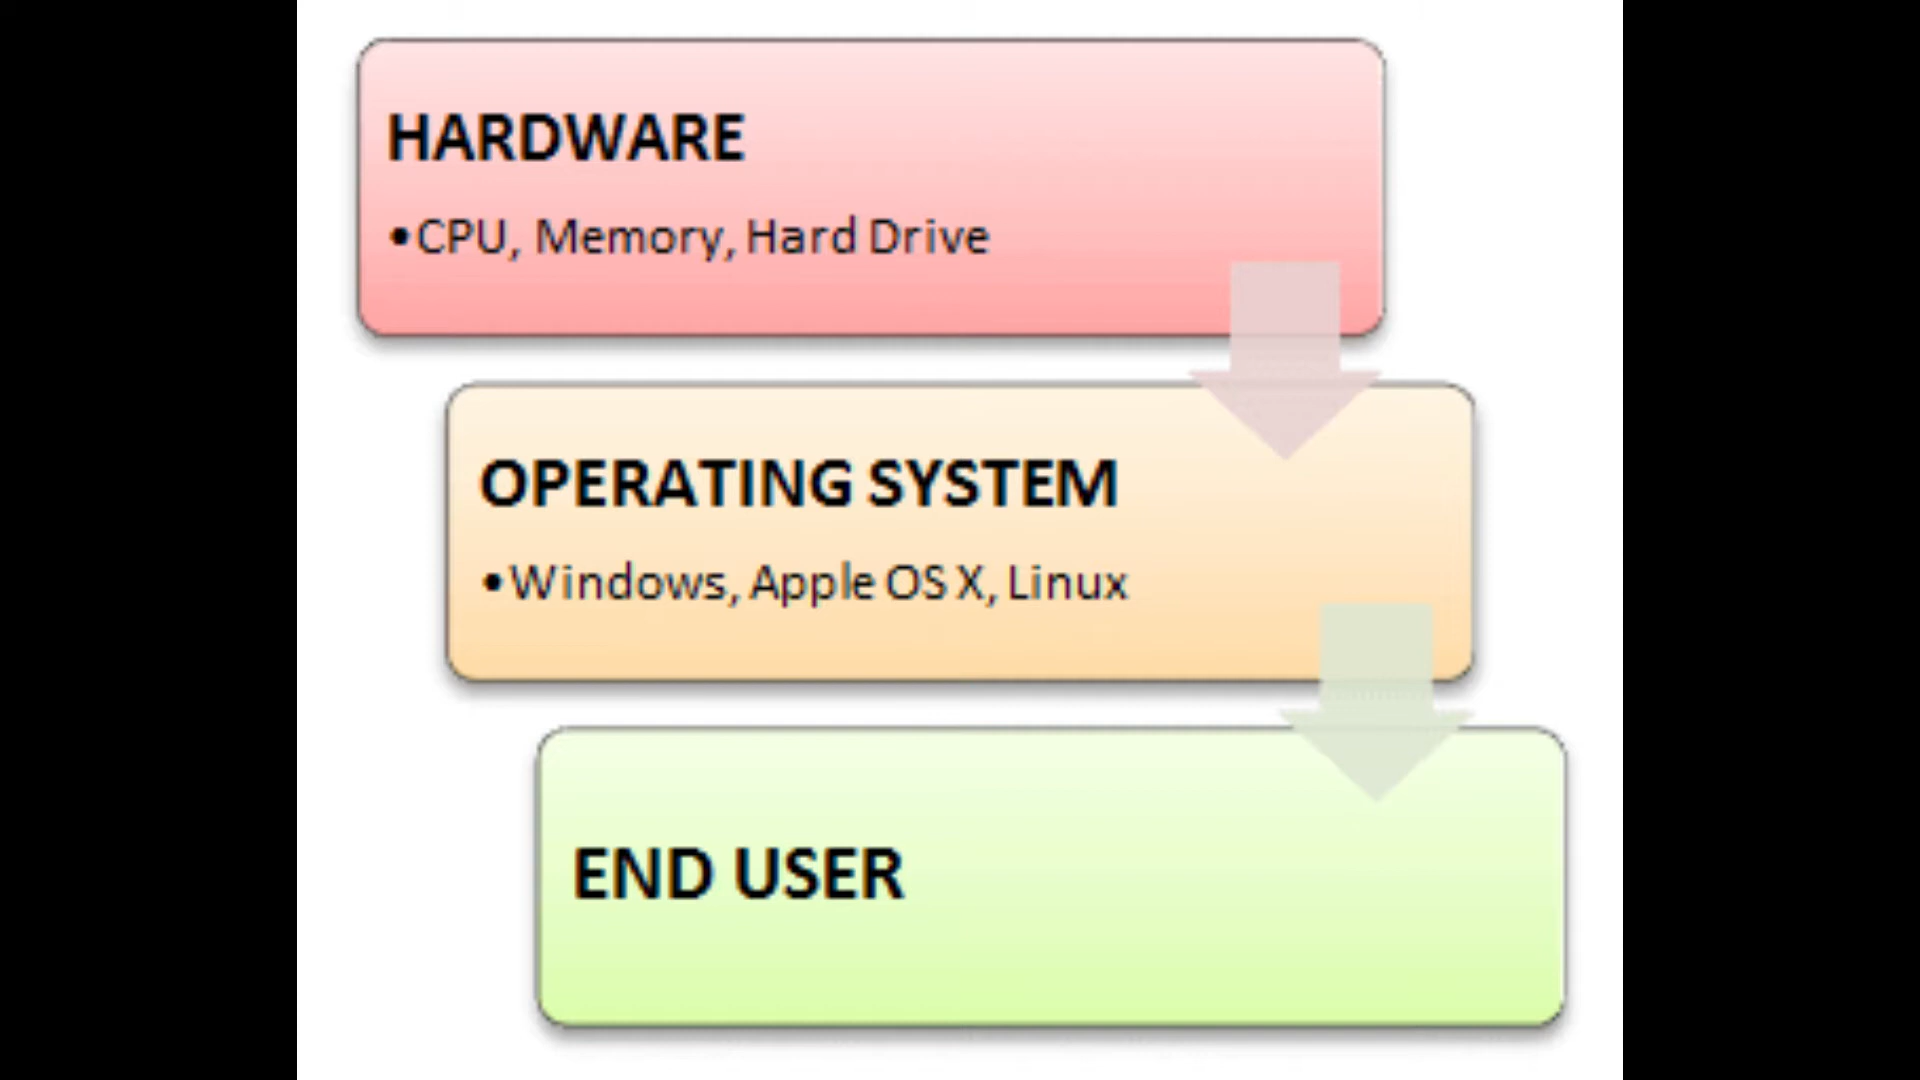 HARDWARE
•CPU, Memory, Hard Drive
OPERATING SYSTEM
•Windows, Apple OS X, Linux
END USER